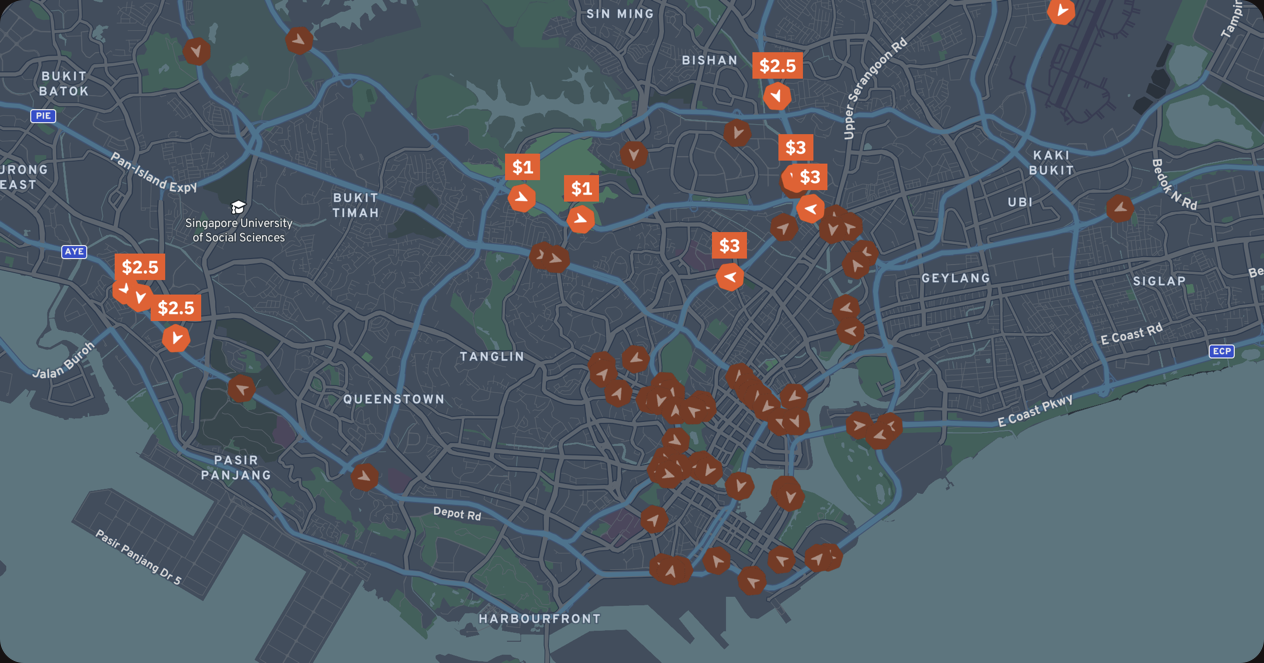 SIN MING
BISHAN
$2.5
Upper Serangoon Rd
BUKIT
BATOK
PIE
Pan-Island Expy
$3
$3
KAKI
BUKIT
Bedok N Rd
$1
$1
EAST
BUKIT
TIMAH
UBI
Singapore University
of Social Sciences
AYE
$2.5
$3
GEYLANG
SIGLAP
$2.5
E Coast Rd
ECP
Jalan Buroh
TANGLIN
QUEENSTOWN
E Coast Pkwy
PASIR
PANJANG
Depot Rd
Pasir Panjang Dr 5
HARBOURFRONT